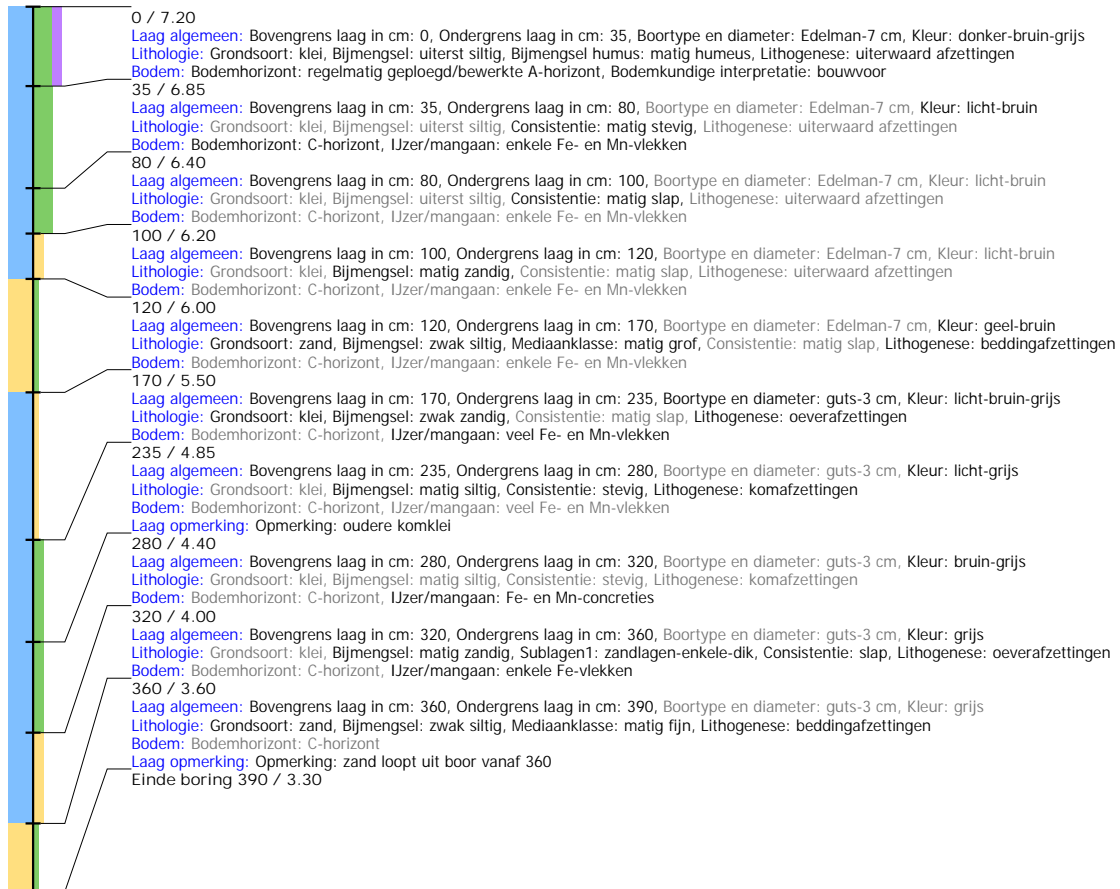 0 / 7.20
Laag algemeen: Bovengrens laag in cm: 0, Ondergrens laag in cm: 35, Boortype en diameter: Edelman-7 cm, Kleur: donker-bruin-grijs
Lithologie: Grondsoort: klei, Bijmengsel: uiterst siltig, Bijmengsel humus: matig humeus, Lithogenese: uiterwaard afzettingen
Bodem: Bodemhorizont: regelmatig geploegd/bewerkte A-horizont, Bodemkundige interpretatie: bouwvoor
35 / 6.85
Laag algemeen: Bovengrens laag in cm: 35, Ondergrens laag in cm: 80, Boortype en diameter: Edelman-7 cm, Kleur: licht-bruin
Lithologie: Grondsoort: klei, Bijmengsel: uiterst siltig, Consistentie: matig stevig, Lithogenese: uiterwaard afzettingen
Bodem: Bodemhorizont: C-horizont, IJzer/mangaan: enkele Fe- en Mn-vlekken
80 / 6.40
Laag algemeen: Bovengrens laag in cm: 80, Ondergrens laag in cm: 100, Boortype en diameter: Edelman-7 cm, Kleur: licht-bruin
Lithologie: Grondsoort: klei, Bijmengsel: uiterst siltig, Consistentie: matig slap, Lithogenese: uiterwaard afzettingen
Bodem: Bodemhorizont: C-horizont, IJzer/mangaan: enkele Fe- en Mn-vlekken
100 / 6.20
Laag algemeen: Bovengrens laag in cm: 100, Ondergrens laag in cm: 120, Boortype en diameter: Edelman-7 cm, Kleur: licht-bruin
Lithologie: Grondsoort: klei, Bijmengsel: matig zandig, Consistentie: matig slap, Lithogenese: uiterwaard afzettingen
Bodem: Bodemhorizont: C-horizont, IJzer/mangaan: enkele Fe- en Mn-vlekken
120 / 6.00
Laag algemeen: Bovengrens laag in cm: 120, Ondergrens laag in cm: 170, Boortype en diameter: Edelman-7 cm, Kleur: geel-bruin
Lithologie: Grondsoort: zand, Bijmengsel: zwak siltig, Mediaanklasse: matig grof, Consistentie: matig slap, Lithogenese: beddingafzettingen
Bodem: Bodemhorizont: C-horizont, IJzer/mangaan: enkele Fe- en Mn-vlekken
170 / 5.50
Laag algemeen: Bovengrens laag in cm: 170, Ondergrens laag in cm: 235, Boortype en diameter: guts-3 cm, Kleur: licht-bruin-grijs
Lithologie: Grondsoort: klei, Bijmengsel: zwak zandig, Consistentie: matig slap, Lithogenese: oeverafzettingen
Bodem: Bodemhorizont: C-horizont, IJzer/mangaan: veel Fe- en Mn-vlekken
235 / 4.85
Laag algemeen: Bovengrens laag in cm: 235, Ondergrens laag in cm: 280, Boortype en diameter: guts-3 cm, Kleur: licht-grijs
Lithologie: Grondsoort: klei, Bijmengsel: matig siltig, Consistentie: stevig, Lithogenese: komafzettingen
Bodem: Bodemhorizont: C-horizont, IJzer/mangaan: veel Fe- en Mn-vlekken
Laag opmerking: Opmerking: oudere komklei
280 / 4.40
Laag algemeen: Bovengrens laag in cm: 280, Ondergrens laag in cm: 320, Boortype en diameter: guts-3 cm, Kleur: bruin-grijs
Lithologie: Grondsoort: klei, Bijmengsel: matig siltig, Consistentie: stevig, Lithogenese: komafzettingen
Bodem: Bodemhorizont: C-horizont, IJzer/mangaan: Fe- en Mn-concreties
320 / 4.00
Laag algemeen: Bovengrens laag in cm: 320, Ondergrens laag in cm: 360, Boortype en diameter: guts-3 cm, Kleur: grijs
Lithologie: Grondsoort: klei, Bijmengsel: matig zandig, Sublagen1: zandlagen-enkele-dik, Consistentie: slap, Lithogenese: oeverafzettingen
Bodem: Bodemhorizont: C-horizont, IJzer/mangaan: enkele Fe-vlekken
360 / 3.60
Laag algemeen: Bovengrens laag in cm: 360, Ondergrens laag in cm: 390, Boortype en diameter: guts-3 cm, Kleur: grijs
Lithologie: Grondsoort: zand, Bijmengsel: zwak siltig, Mediaanklasse: matig fijn, Lithogenese: beddingafzettingen
Bodem: Bodemhorizont: C-horizont
Laag opmerking: Opmerking: zand loopt uit boor vanaf 360
Einde boring 390 / 3.30